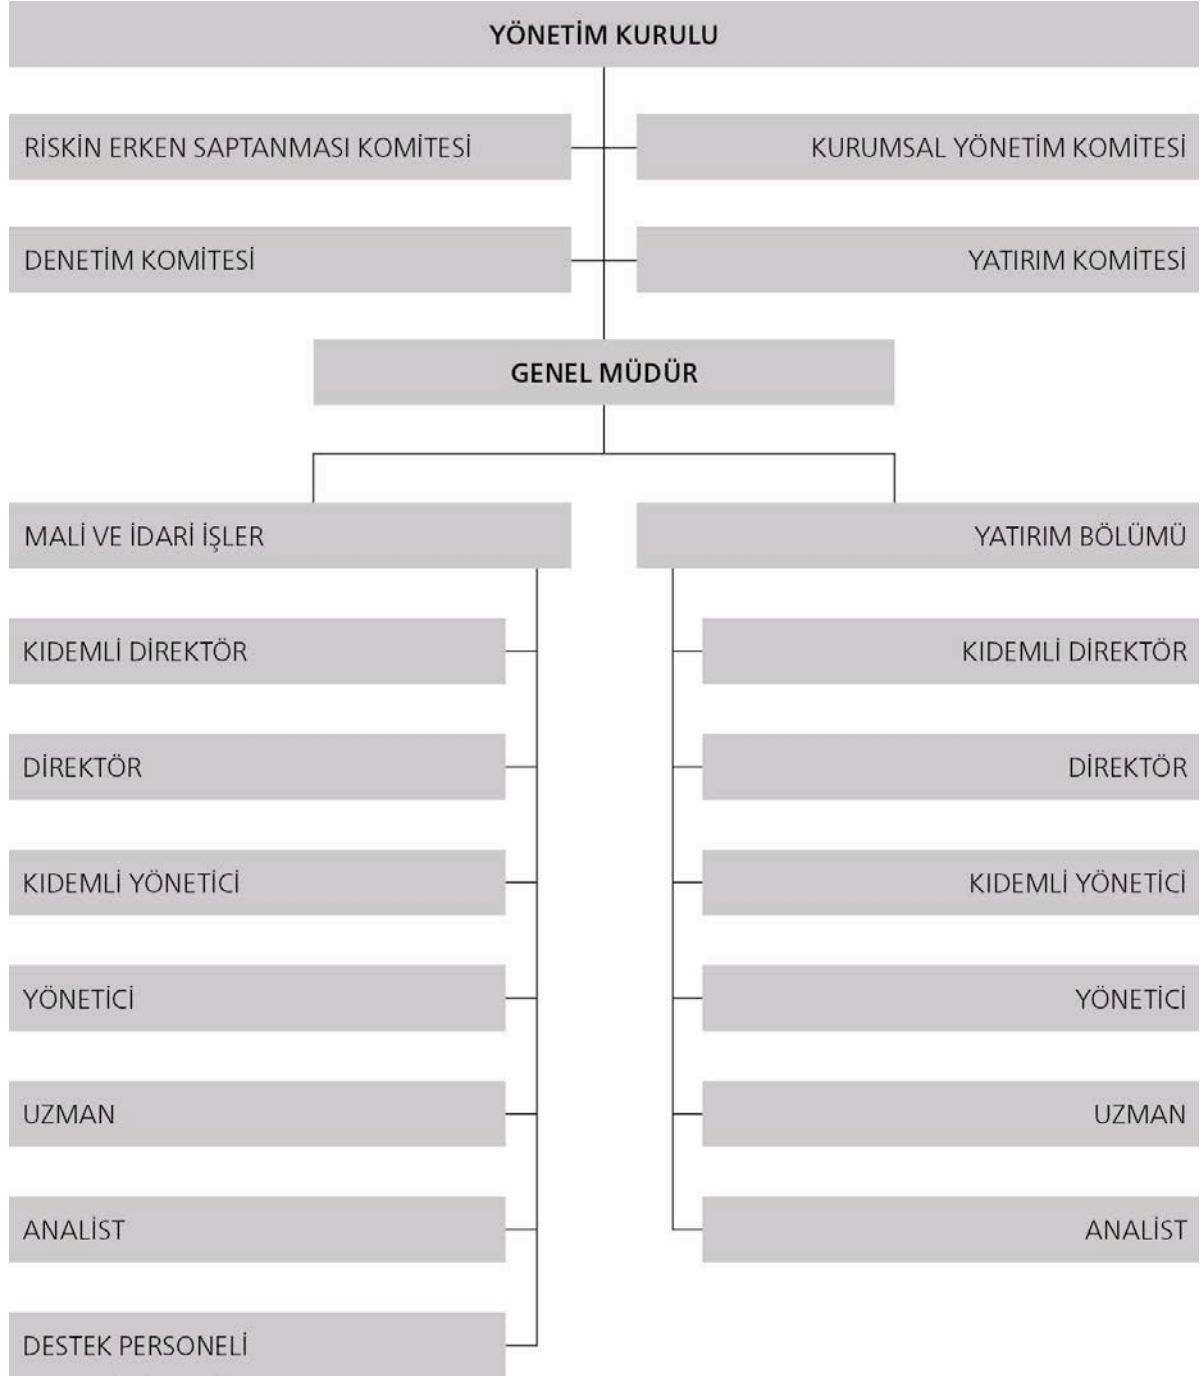 YÖNETİM KURULU
RİSKİN ERKEN SAPTANMASI KOMİTESİ
KURUMSAL YÖNETİM KOMİTESİ
DENETİM KOMİTESİ
YATIRIM KOMİTESİ
GENEL MÜDÜR
MALİ VE İDARİ İŞLER
YATIRIM BÖLÜMÜ
KIDEMLİ DİREKTÖR
KIDEMLİ DİREKTÖR
DİREKTÖR
DİREKTÖR
KIDEMLİ YÖNETİCİ
KIDEMLİ YÖNETİCİ
YÖNETİCİ
YÖNETİCİ
UZMAN
UZMAN
ANALİST
ANALİST
DESTEK PERSONELİ